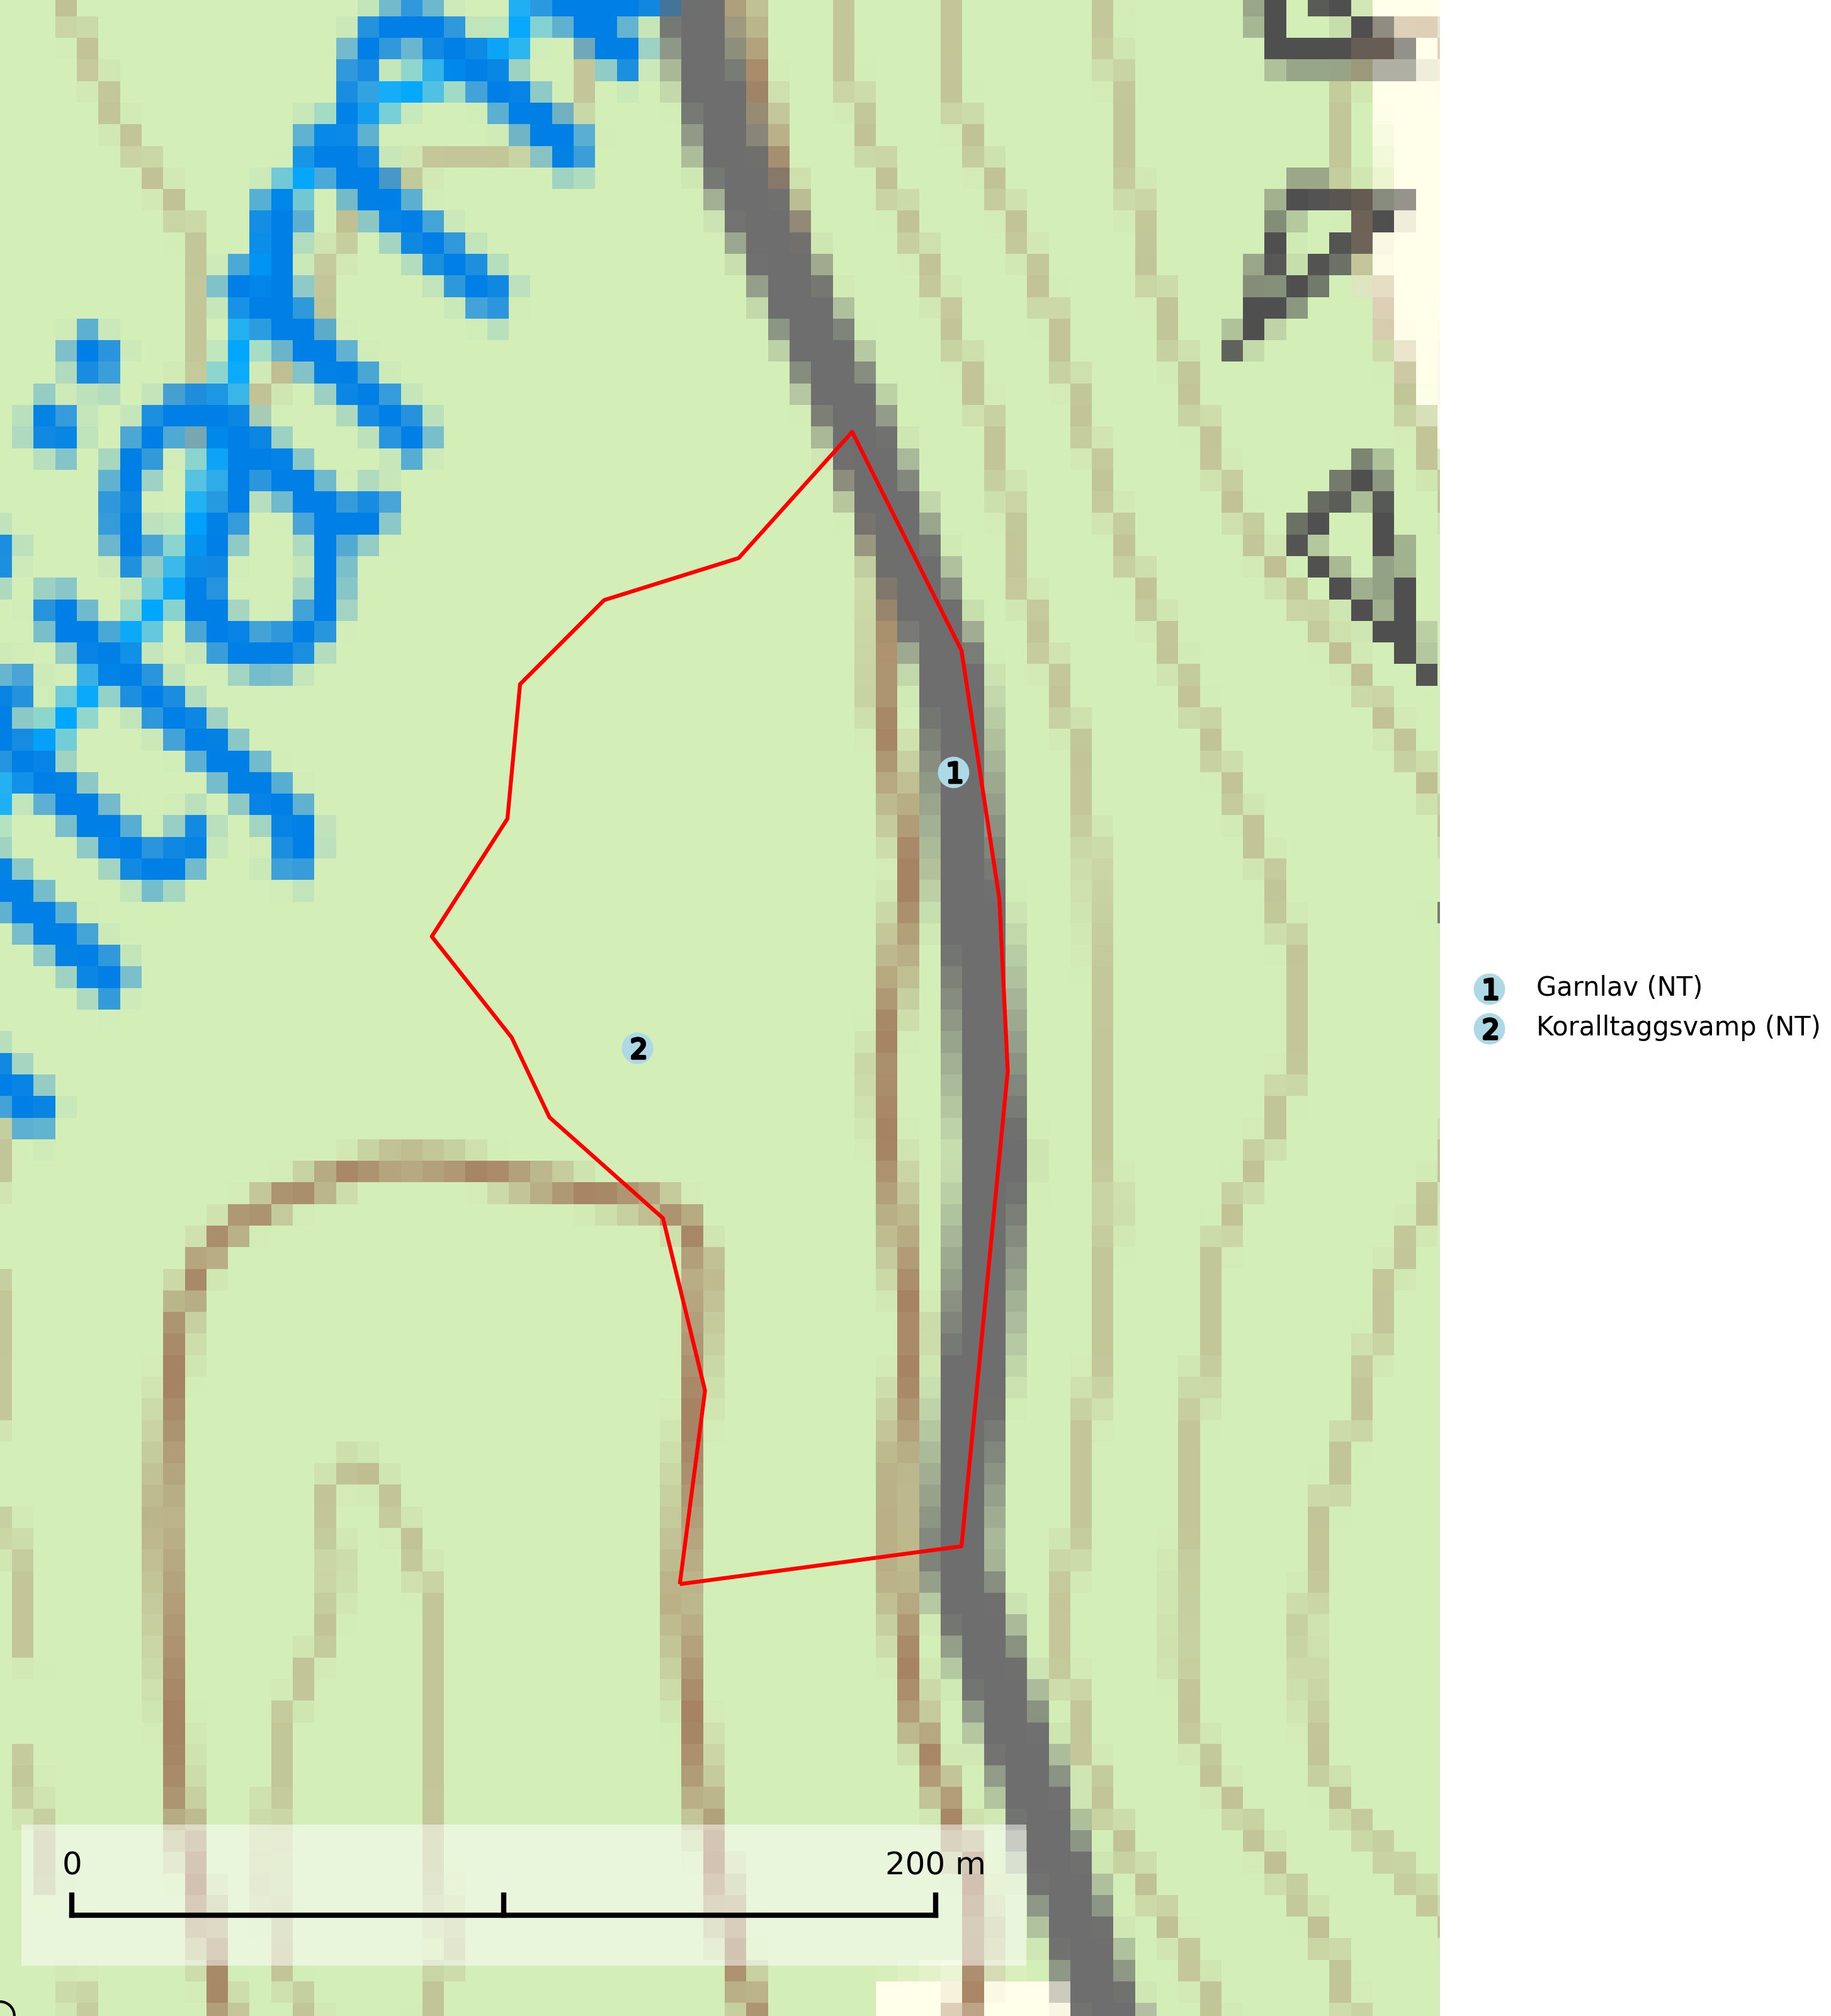 1
2
1 Garnlav (NT)
2 Koralltaggsvamp (NT)
0 200 m